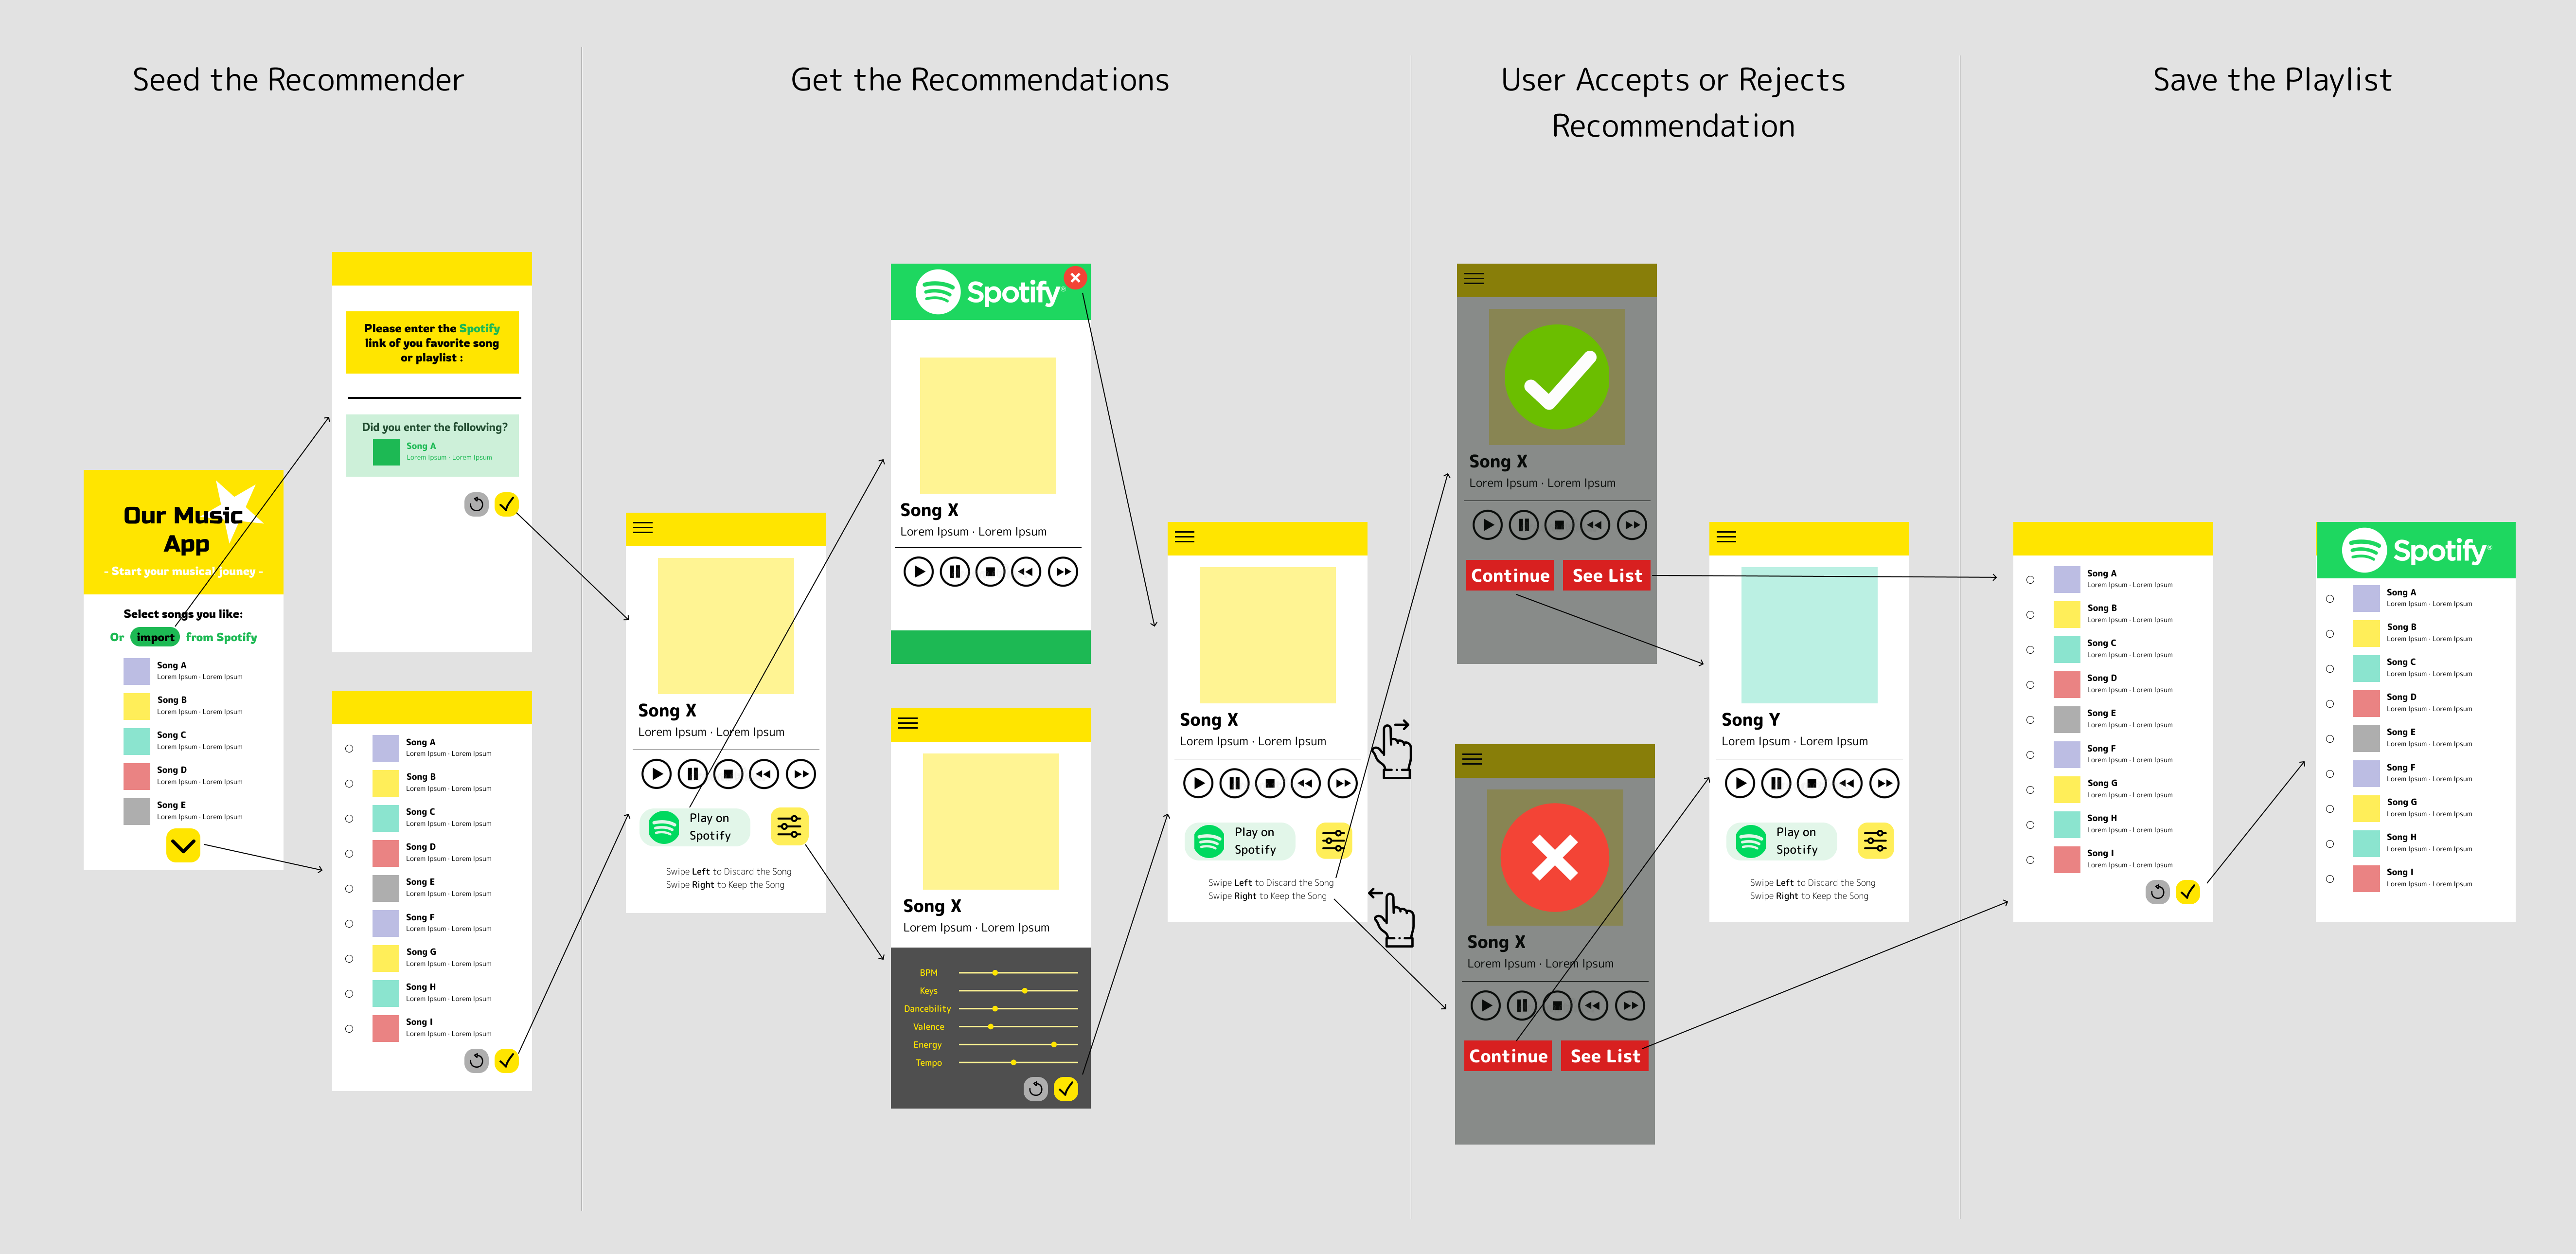 Seed the Recommender
Get the Recommendations
User Accepts or Rejects
Recommendation
Save the Playlist
Our Music
App
- Start your musical jouney -
Select songs you like:
Or import from Spotify
Song A
Lorem Ipsum · Lorem Ipsum
Song B
Lorem Ipsum · Lorem Ipsum
Song C
Lorem Ipsum · Lorem Ipsum
Song D
Lorem Ipsum · Lorem Ipsum
Song E
Lorem Ipsum · Lorem Ipsum
Please enter the Spotify
link of you favorite song
or playlist :
Did you enter the following?
Song A
Lorem Ipsum · Lorem Ipsum
Song A
Lorem Ipsum · Lorem Ipsum
Song B
Lorem Ipsum · Lorem Ipsum
Song C
Lorem Ipsum · Lorem Ipsum
Song D
Lorem Ipsum · Lorem Ipsum
Song E
Lorem Ipsum · Lorem Ipsum
Song F
Lorem Ipsum · Lorem Ipsum
Song G
Lorem Ipsum · Lorem Ipsum
Song H
Lorem Ipsum · Lorem Ipsum
Song I
Lorem Ipsum · Lorem Ipsum
Song X
Lorem Ipsum · Lorem Ipsum
Play on
Spotify
Swipe Left to Discard the Song
Swipe Right to Keep the Song
Spotify
Song X
Lorem Ipsum · Lorem Ipsum
Song X
Lorem Ipsum · Lorem Ipsum
BPM
Keys
Dancebility
Valence
Energy
Tempo
Song X
Lorem Ipsum · Lorem Ipsum
Play on
Spotify
Swipe Left to Discard the Song
Swipe Right to Keep the Song
Song X
Lorem Ipsum · Lorem Ipsum
Continue
See List
Song X
Lorem Ipsum · Lorem Ipsum
Continue
See List
Song Y
Lorem Ipsum · Lorem Ipsum
Play on
Spotify
Swipe Left to Discard the Song
Swipe Right to Keep the Song
Song A
Lorem Ipsum · Lorem Ipsum
Song B
Lorem Ipsum · Lorem Ipsum
Song C
Lorem Ipsum · Lorem Ipsum
Song D
Lorem Ipsum · Lorem Ipsum
Song E
Lorem Ipsum · Lorem Ipsum
Song F
Lorem Ipsum · Lorem Ipsum
Song G
Lorem Ipsum · Lorem Ipsum
Song H
Lorem Ipsum · Lorem Ipsum
Song I
Lorem Ipsum · Lorem Ipsum
Spotify®
Song A
Lorem Ipsum · Lorem Ipsum
Song B
Lorem Ipsum · Lorem Ipsum
Song C
Lorem Ipsum · Lorem Ipsum
Song D
Lorem Ipsum · Lorem Ipsum
Song E
Lorem Ipsum · Lorem Ipsum
Song F
Lorem Ipsum · Lorem Ipsum
Song G
Lorem Ipsum · Lorem Ipsum
Song H
Lorem Ipsum · Lorem Ipsum
Song I
Lorem Ipsum · Lorem Ipsum